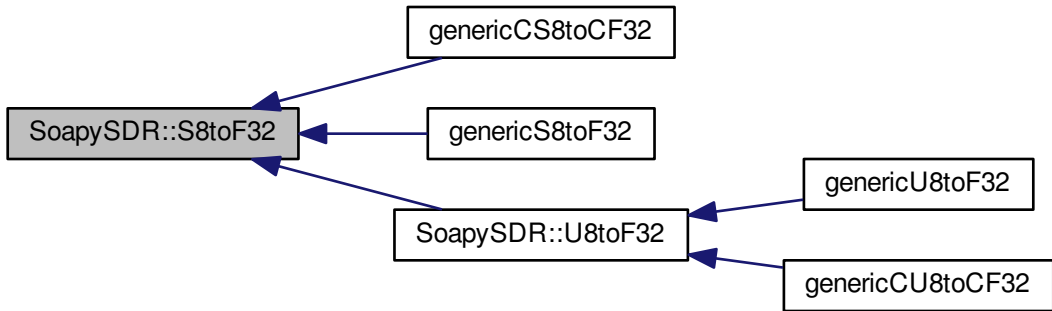 genericCS8toCF32
SoapySDR::S8toF32
genericS8toF32
genericU8toF32
SoapySDR::U8toF32
genericCU8toCF32